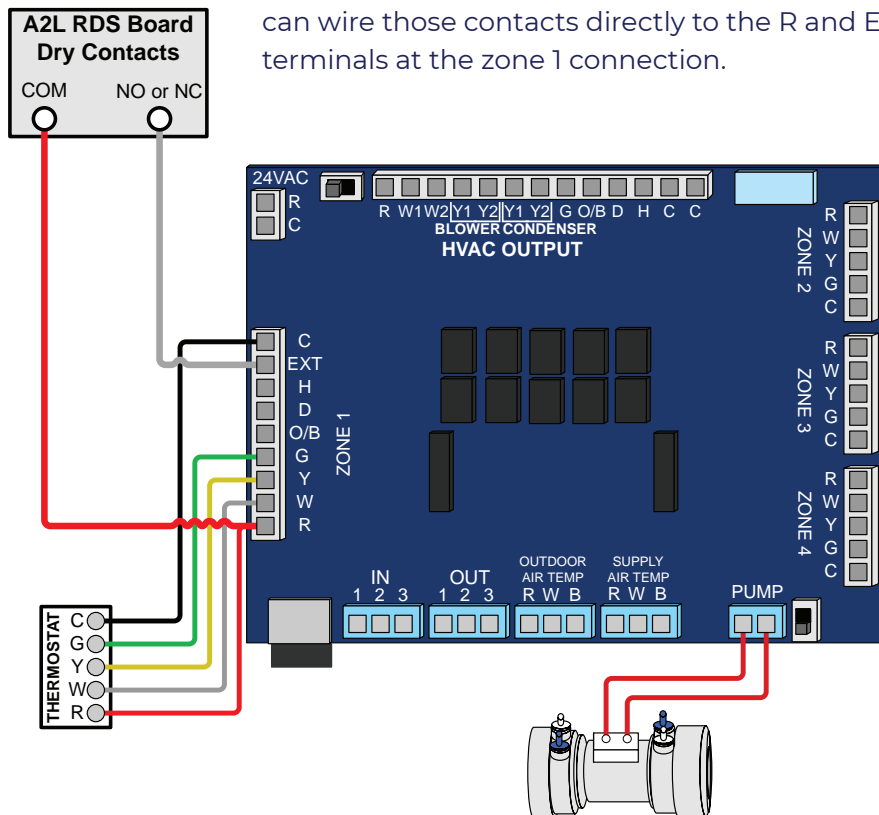 can wire those contacts directly to the R and E
terminals at the zone 1 connection.
A2L RDS Board
Dry Contacts
COM NO or NC
24VAC
R
C
R W1 W2 Y1 Y2 Y1 Y2 G O/B D H C C
BLOWER CONDENSER
HVAC OUTPUT
ZONE 1
C
EXT
H
D
O/B
G
Y
W
R
ZONE 2
R
W
Y
G
C
ZONE 3
R
W
Y
G
C
ZONE 4
R
W
Y
G
C
IN
1 2 3
OUT
1 2 3
OUTDOOR
AIR TEMP
R W B
SUPPLY
AIR TEMP
R W B
PUMP
THERMOSTAT
C
G
Y
W
R